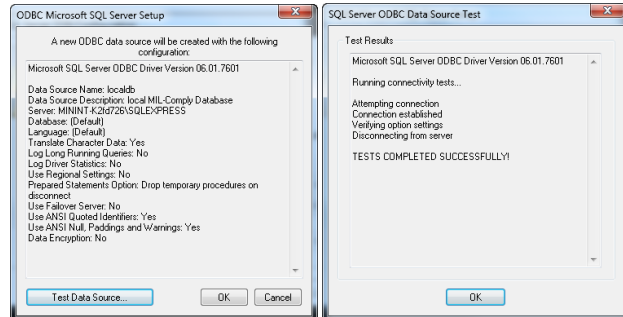 ODBC Microsoft SQL Server Setup
A new ODBC data source will be created with the following
configuration:
Microsoft SQL Server ODBC Driver Version 06.01.7601
Data Source Name: localdb
Data Source Description: local MIL-Comply Database
Server: MININT-K2fd726\SQLEXPRESS
Database: (Default)
Language: (Default)
Translate Character Data: Yes
Log Long Running Queries: No
Log Driver Statistics: No
Use Regional Settings: No
Prepared Statements Option: Drop temporary procedures on
disconnect
Use Failover Server: No
Use ANSI Quoted Identifiers: Yes
Use ANSI Null, Paddings and Warnings: Yes
Data Encryption: No
Test Data Source...
OK
Cancel
SQL Server ODBC Data Source Test
Test Results
Microsoft SQL Server ODBC Driver Version 06.01.7601
Running connectivity tests...
Attempting connection
Connection established
Verifying option settings
Disconnecting from server
TESTS COMPLETED SUCCESSFULLY!
OK